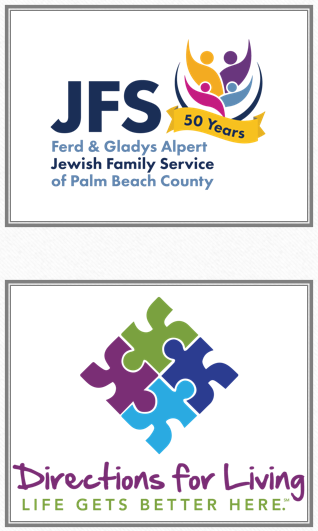 JFS
50 Years
Ferd & Gladys Alpert
Jewish Family Service
of Palm Beach County
Directions for Living
LIFE GETS BETTER HERE.℠